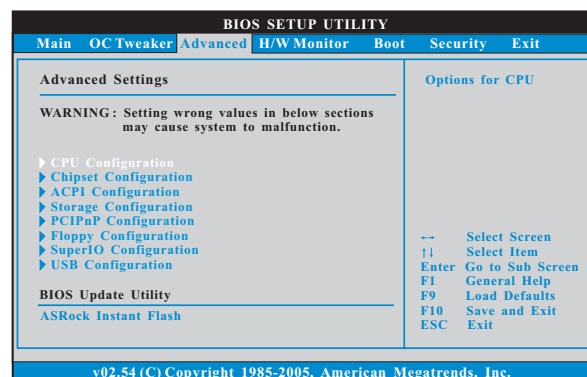 BIOS SETUP UTILITY
Main OC Tweaker Advanced H/W Monitor Boot Security Exit
Advanced Settings
WARNING : Setting wrong values in below sections
may cause system to malfunction.
CPU Configuration
Chipset Configuration
ACPI Configuration
Storage Configuration
PCIPnP Configuration
Floppy Configuration
SuperIO Configuration
USB Configuration
BIOS Update Utility
ASRock Instant Flash
Options for CPU
←→ Select Screen
↑↓ Select Item
Enter Go to Sub Screen
F1 General Help
F9 Load Defaults
F10 Save and Exit
ESC Exit
v02.54 (C) Copyright 1985-2005, American Megatrends, Inc.